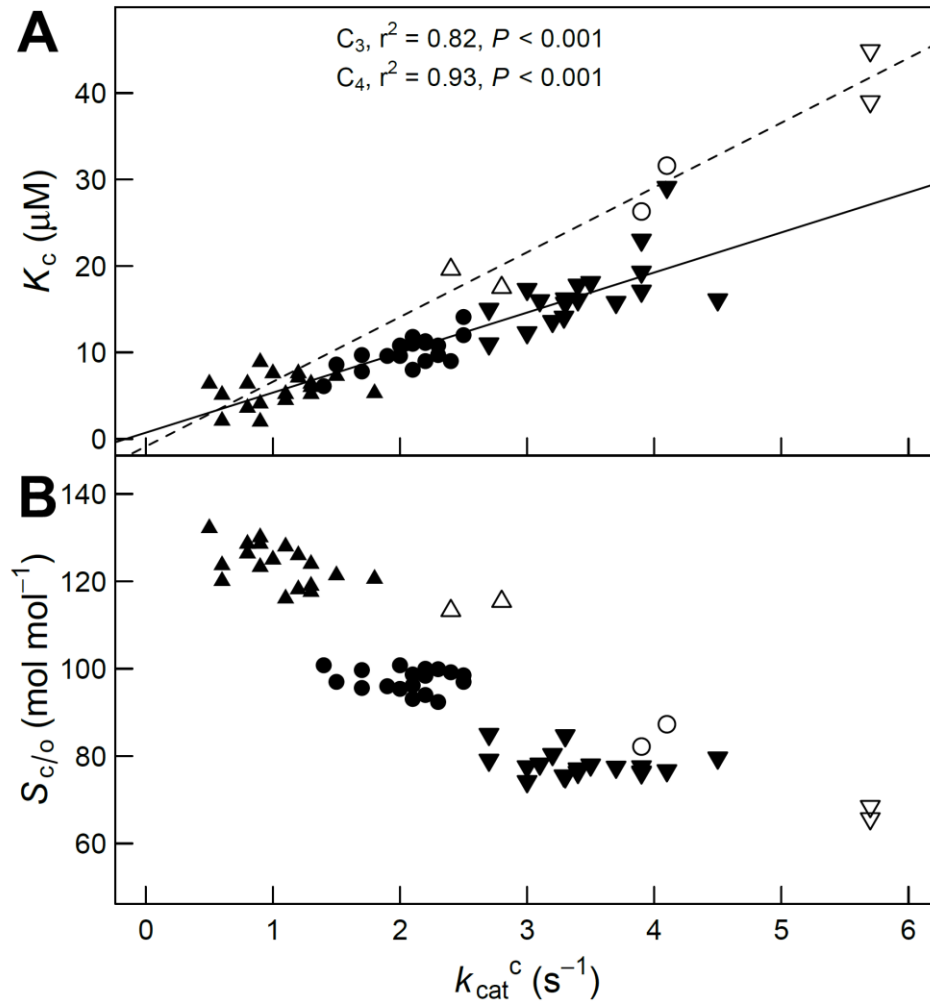 A
C₃, r² = 0.82, P < 0.001
C₄, r² = 0.93, P < 0.001
Kc (μM)
40
30
20
10
0
B
Sc/o (mol mol⁻¹)
140
120
100
80
60
0 1 2 3 4 5 6
kcatᶜ (s⁻¹)